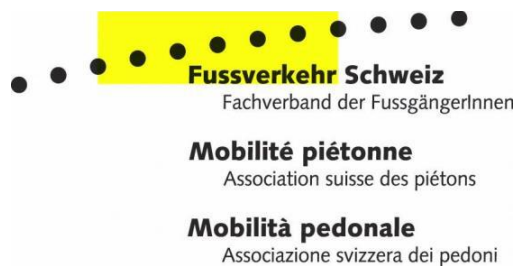 Fussverkehr Schweiz
Fachverband der FussgängerInnen
Mobilité piétonne
Association suisse des piétons
Mobilità pedonale
Associazione svizzera dei pedoni